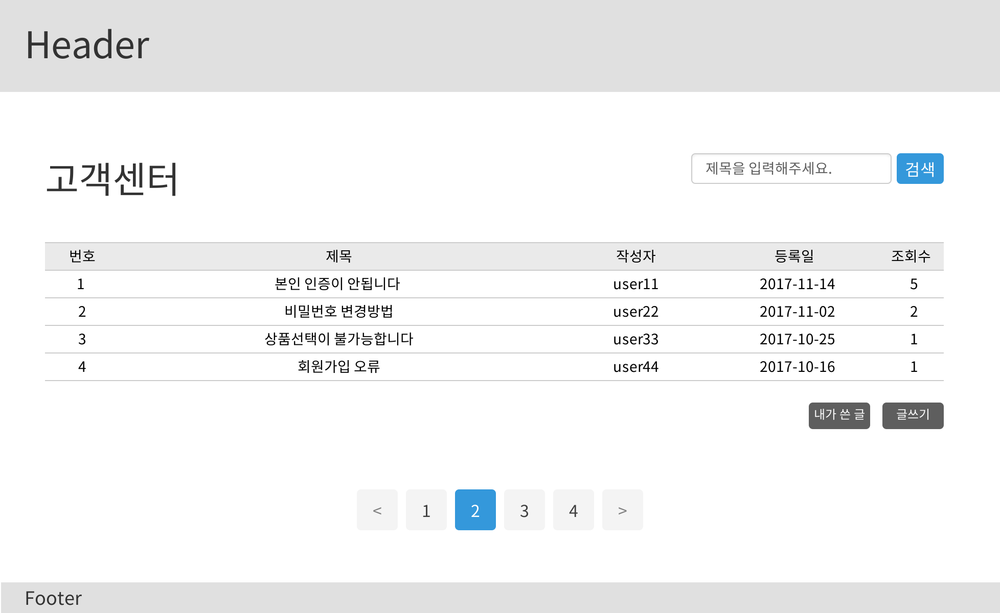 Header
고객센터
제목을 입력해주세요. 검색
번호 제목 작성자 등록일 조회수
1 본인 인증이 안됩니다 user11 2017-11-14 5
2 비밀번호 변경방법 user22 2017-11-02 2
3 상품선택이 불가능합니다 user33 2017-10-25 1
4 회원가입 오류 user44 2017-10-16 1
내가 쓴 글 글쓰기
< 1 2 3 4 >
Footer